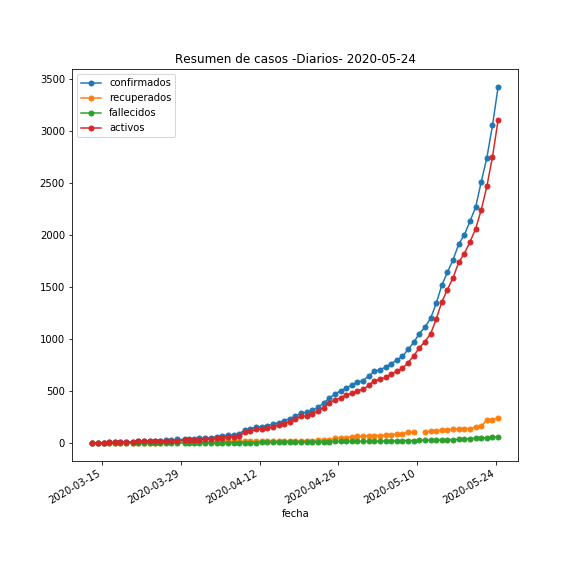 Resumen de casos -Diarios- 2020-05-24
confirmados
recuperados
fallecidos
activos
3500
3000
2500
2000
1500
1000
500
0
2020-03-15
2020-03-29
2020-04-12
2020-04-26
2020-05-10
2020-05-24
fecha